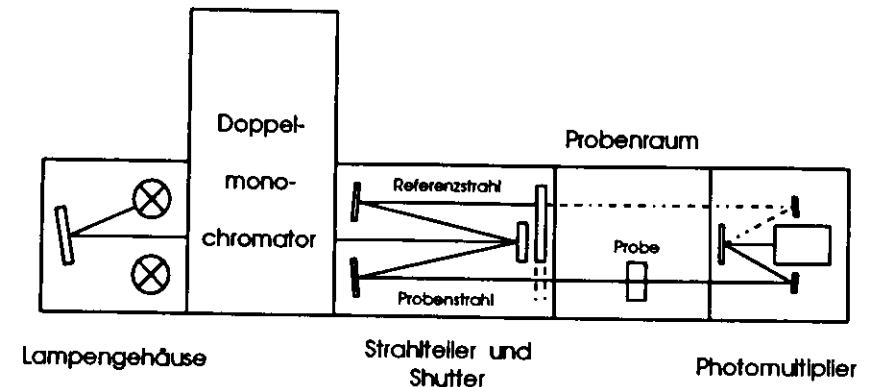 Doppel-
mono-
chromator
Probenraum
Referenzstrahl
Probe
Probenstrahl
Lampengehäuse
Strahlteiler und
Shutter
Photomultiplier